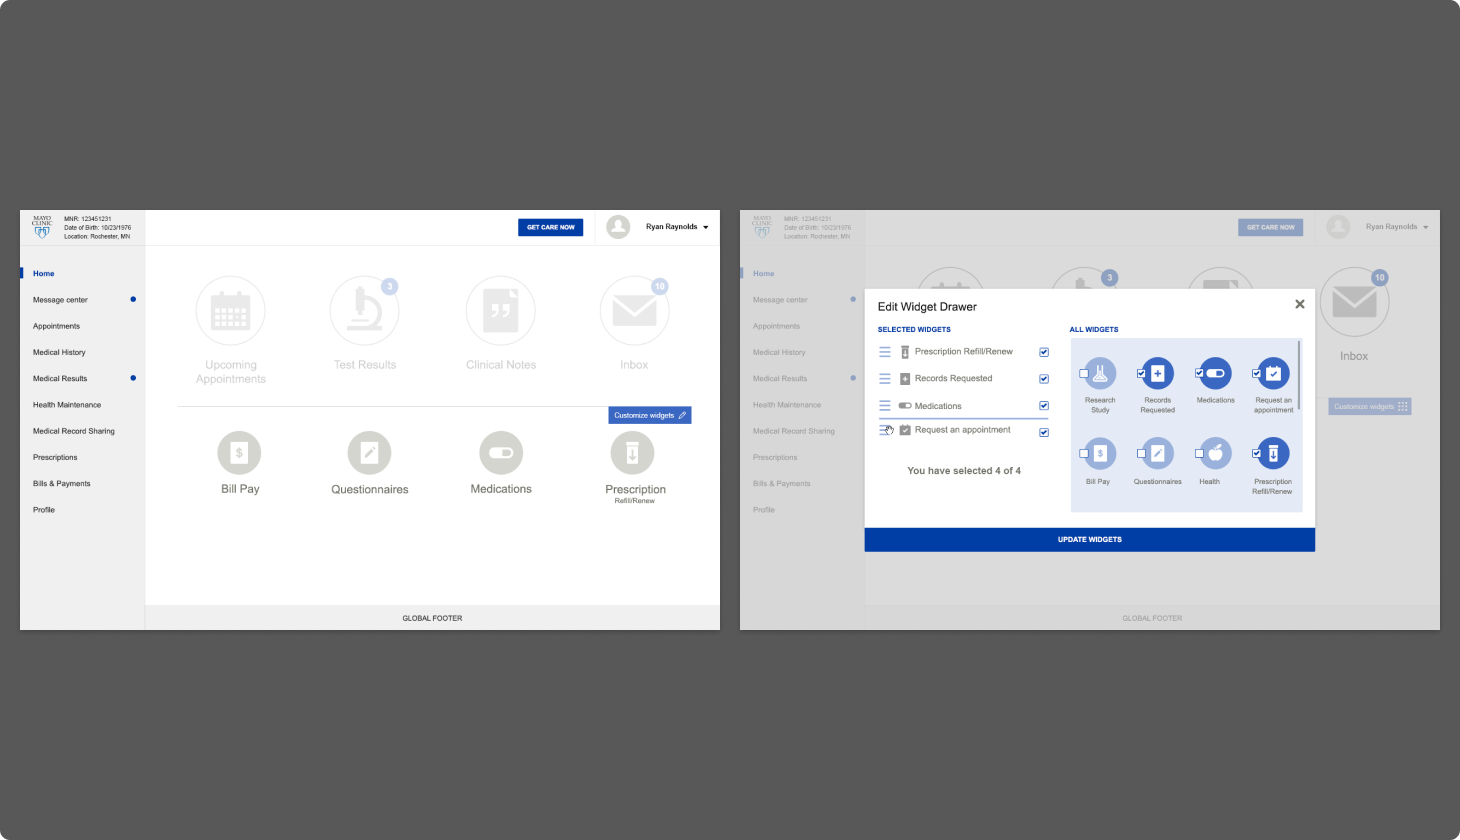 MAYO
CLINIC
MNR: 123451231
Date of Birth: 10/23/1976
Location: Rochester, MN
GET CARE NOW
Ryan Raynolds
Home
Message center
Appointments
Medical History
Medical Results
Health Maintenance
Medical Record Sharing
Prescriptions
Bills & Payments
Profile
Upcoming
Appointments
3
Test Results
Clinical Notes
10
Inbox
Customize widgets
$
Bill Pay
Questionnaires
Medications
Prescription
Refill/Renew
GLOBAL FOOTER
MAYO
CLINIC
MNR: 123451231
Date of Birth: 10/23/1976
Location: Rochester, MN
GET CARE NOW
Ryan Raynolds
Home
Message center
Appointments
Medical History
Medical Results
Health Maintenance
Medical Record Sharing
Prescriptions
Bills & Payments
Profile
3
10
Inbox
Customize widgets
Edit Widget Drawer
SELECTED WIDGETS
Prescription Refill/Renew
Records Requested
Medications
Request an appointment
You have selected 4 of 4
ALL WIDGETS
Research
Study
Records
Requested
Medications
Request an
appointment
$
Bill Pay
Questionnaires
Health
Prescription
Refill/Renew
UPDATE WIDGETS
GLOBAL FOOTER